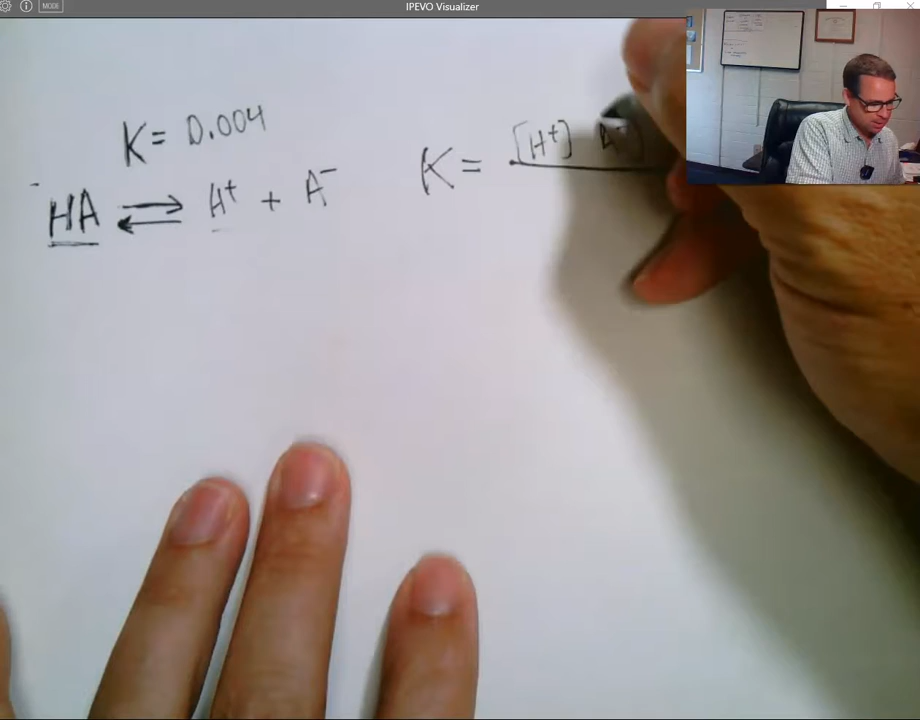 IPEVO Visualizer
MODE
K = 0.004
HA ⇌ H⁺ + A⁻
K = [H⁺] A⁻]